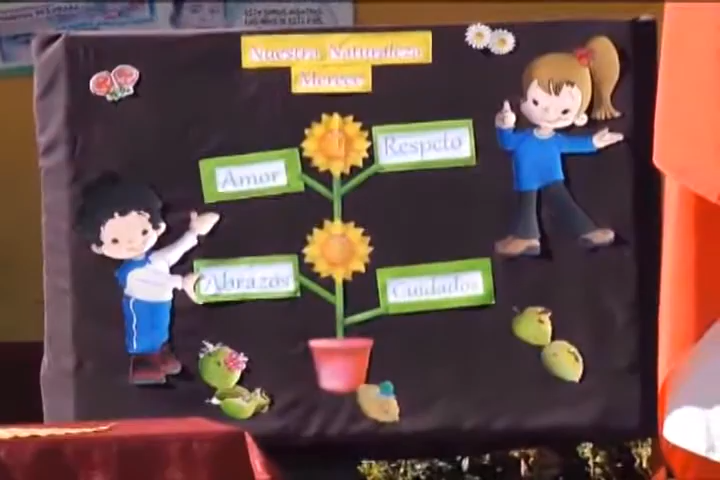 Nuestra Naturaleza
Merece
Amor
Respeto
Abrazos
Cuidados